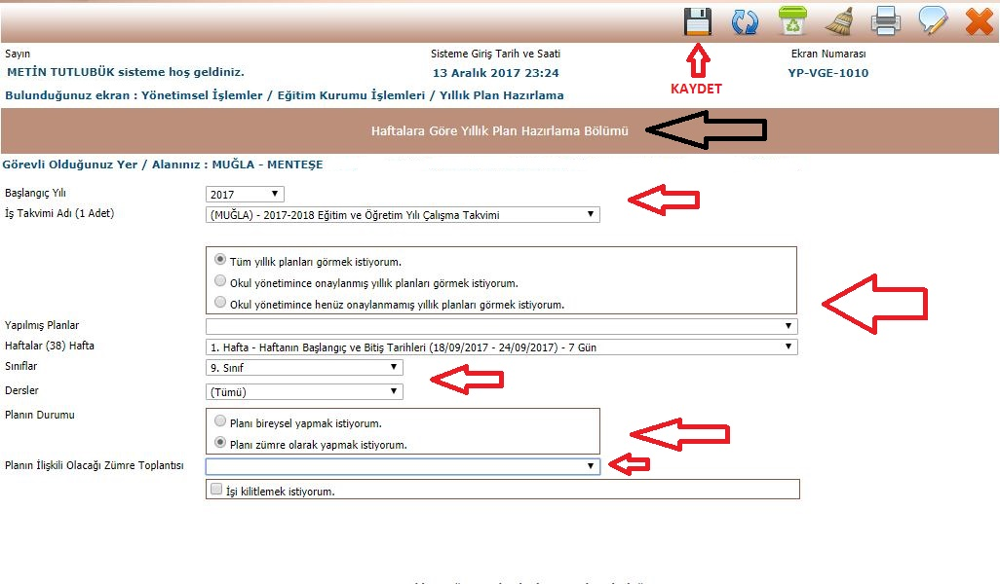 Sayın
Sisteme Giriş Tarih ve Saati
Ekran Numarası
METİN TUTLUBÜK sisteme hoş geldiniz.
13 Aralık 2017 23:24
YP-VGE-1010
KAYDET
Bulunduğunuz ekran : Yönetimsel İşlemler / Eğitim Kurumu İşlemleri / Yıllık Plan Hazırlama
Haftalara Göre Yıllık Plan Hazırlama Bölümü
Görevli Olduğunuz Yer / Alanınız : MUĞLA - MENTEŞE
Başlangıç Yılı
2017
İş Takvimi Adı (1 Adet)
(MUĞLA) - 2017-2018 Eğitim ve Öğretim Yılı Çalışma Takvimi
Tüm yıllık planları görmek istiyorum.
Okul yönetimince onaylanmış yıllık planları görmek istiyorum.
Okul yönetimince henüz onaylanmamış yıllık planları görmek istiyorum.
Yapılmış Planlar
Haftalar (38) Hafta
1. Hafta - Haftanın Başlangıç ve Bitiş Tarihleri (18/09/2017 - 24/09/2017) - 7 Gün
Sınıflar
9. Sınıf
Dersler
(Tümü)
Planın Durumu
Planı bireysel yapmak istiyorum.
Planı zümre olarak yapmak istiyorum.
Planın İlişkili Olacağı Zümre Toplantısı
İşi kilitlemek istiyorum.